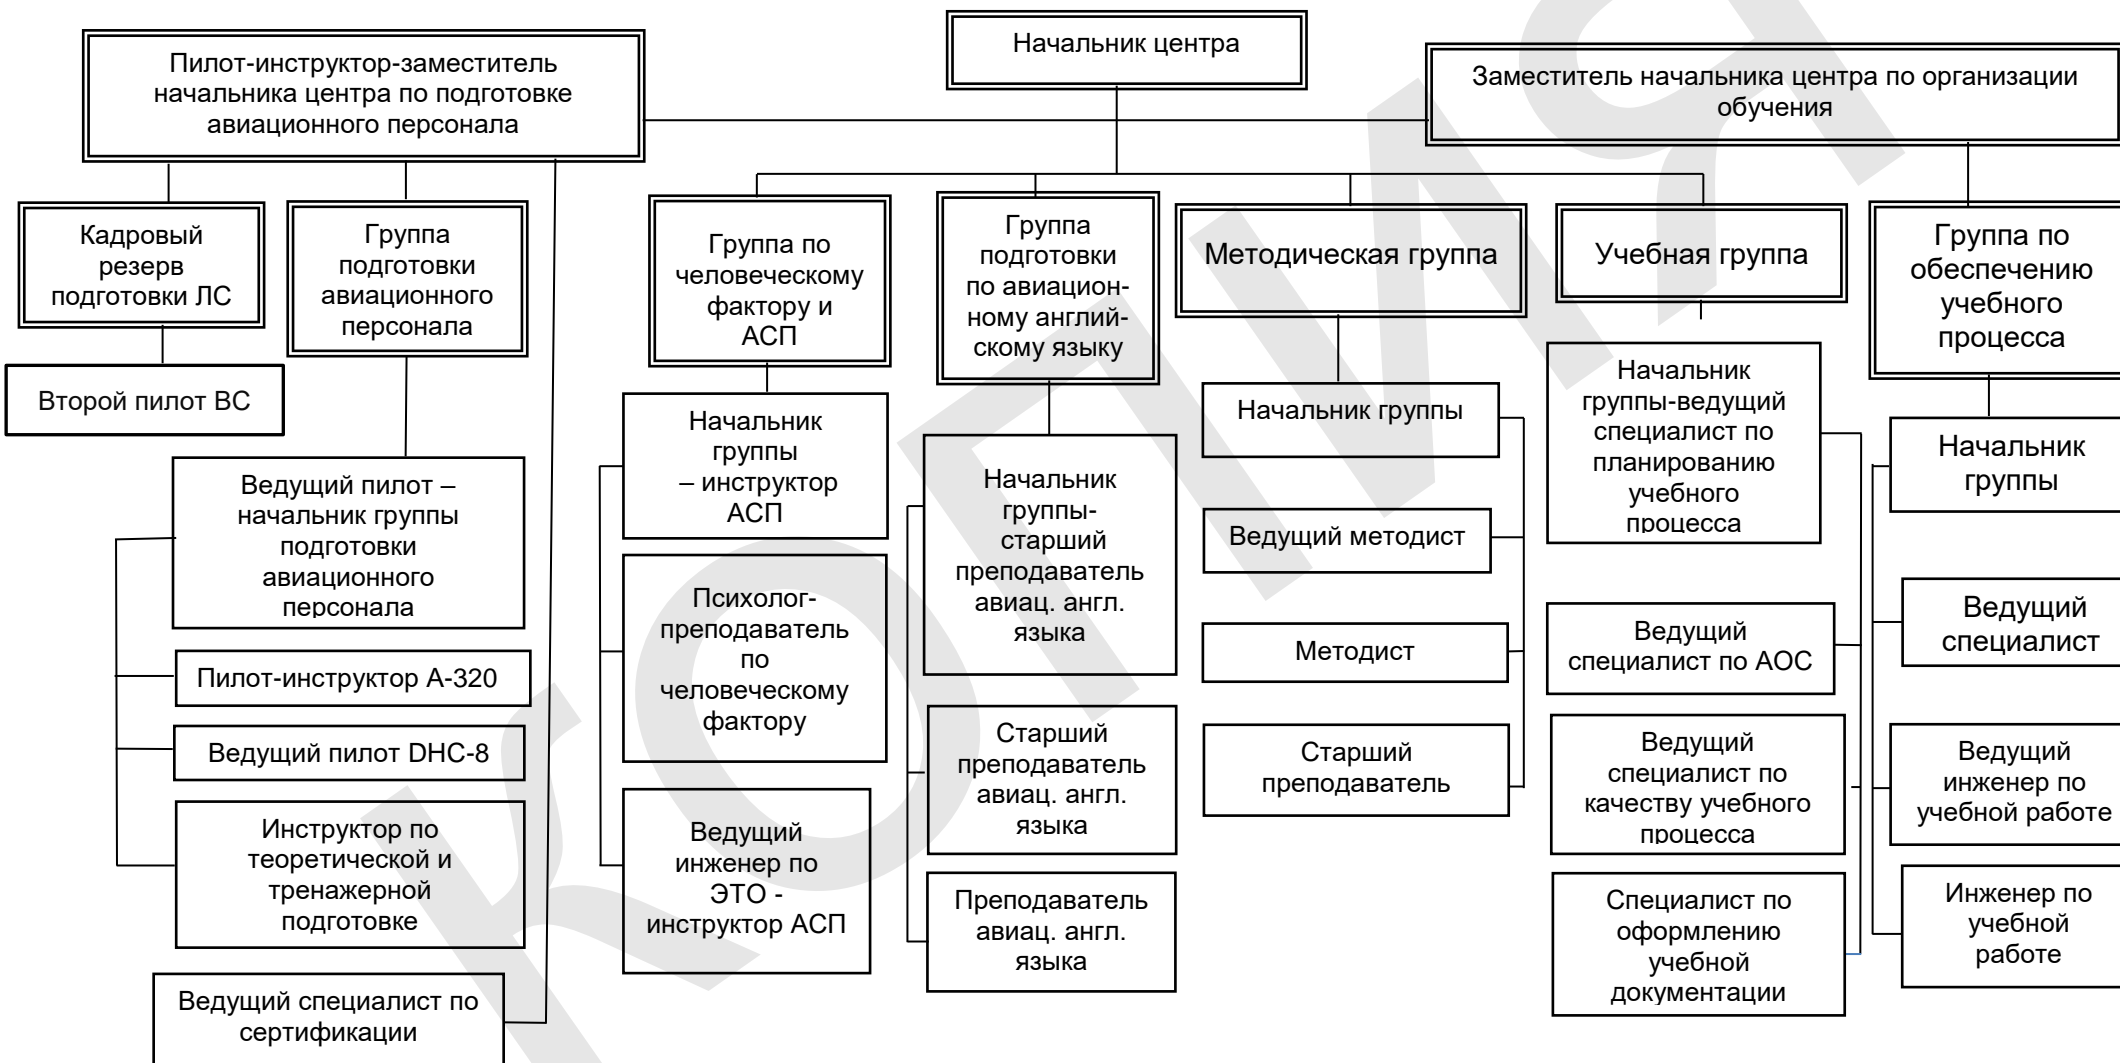 Начальник центра
Пилот-инструктор-заместитель
начальника центра по подготовке
авиационного персонала
Заместитель начальника центра по организации
обучения
Кадровый
резерв
подготовки ЛС
Второй пилот ВС
Группа
подготовки
авиационного
персонала
Ведущий пилот –
начальник группы
подготовки
авиационного
персонала
Пилот-инструктор А-320
Ведущий пилот DHC-8
Инструктор по
теоретической и
тренажерной
подготовке
Ведущий специалист по
сертификации
Группа по
человеческому
фактору и
АСП
Начальник
группы
– инструктор
АСП
Психолог-
преподаватель
по
человеческому
фактору
Ведущий
инженер по
ЭТО -
инструктор АСП
Группа
подготовки
по авиацион-
ному англий-
скому языку
Начальник
группы-
старший
преподаватель
авиац. англ.
языка
Старший
преподаватель
авиац. англ.
языка
Преподаватель
авиац. англ.
языка
Методическая группа
Начальник группы
Ведущий методист
Методист
Старший
преподаватель
Учебная группа
Начальник
группы-ведущий
специалист по
планированию
учебного
процесса
Ведущий
специалист по АОС
Ведущий
специалист по
качеству учебного
процесса
Специалист по
оформлению
учебной
документации
Группа по
обеспечению
учебного
процесса
Начальник
группы
Ведущий
специалист
Ведущий
инженер по
учебной работе
Инженер по
учебной
работе
КОПИЯ